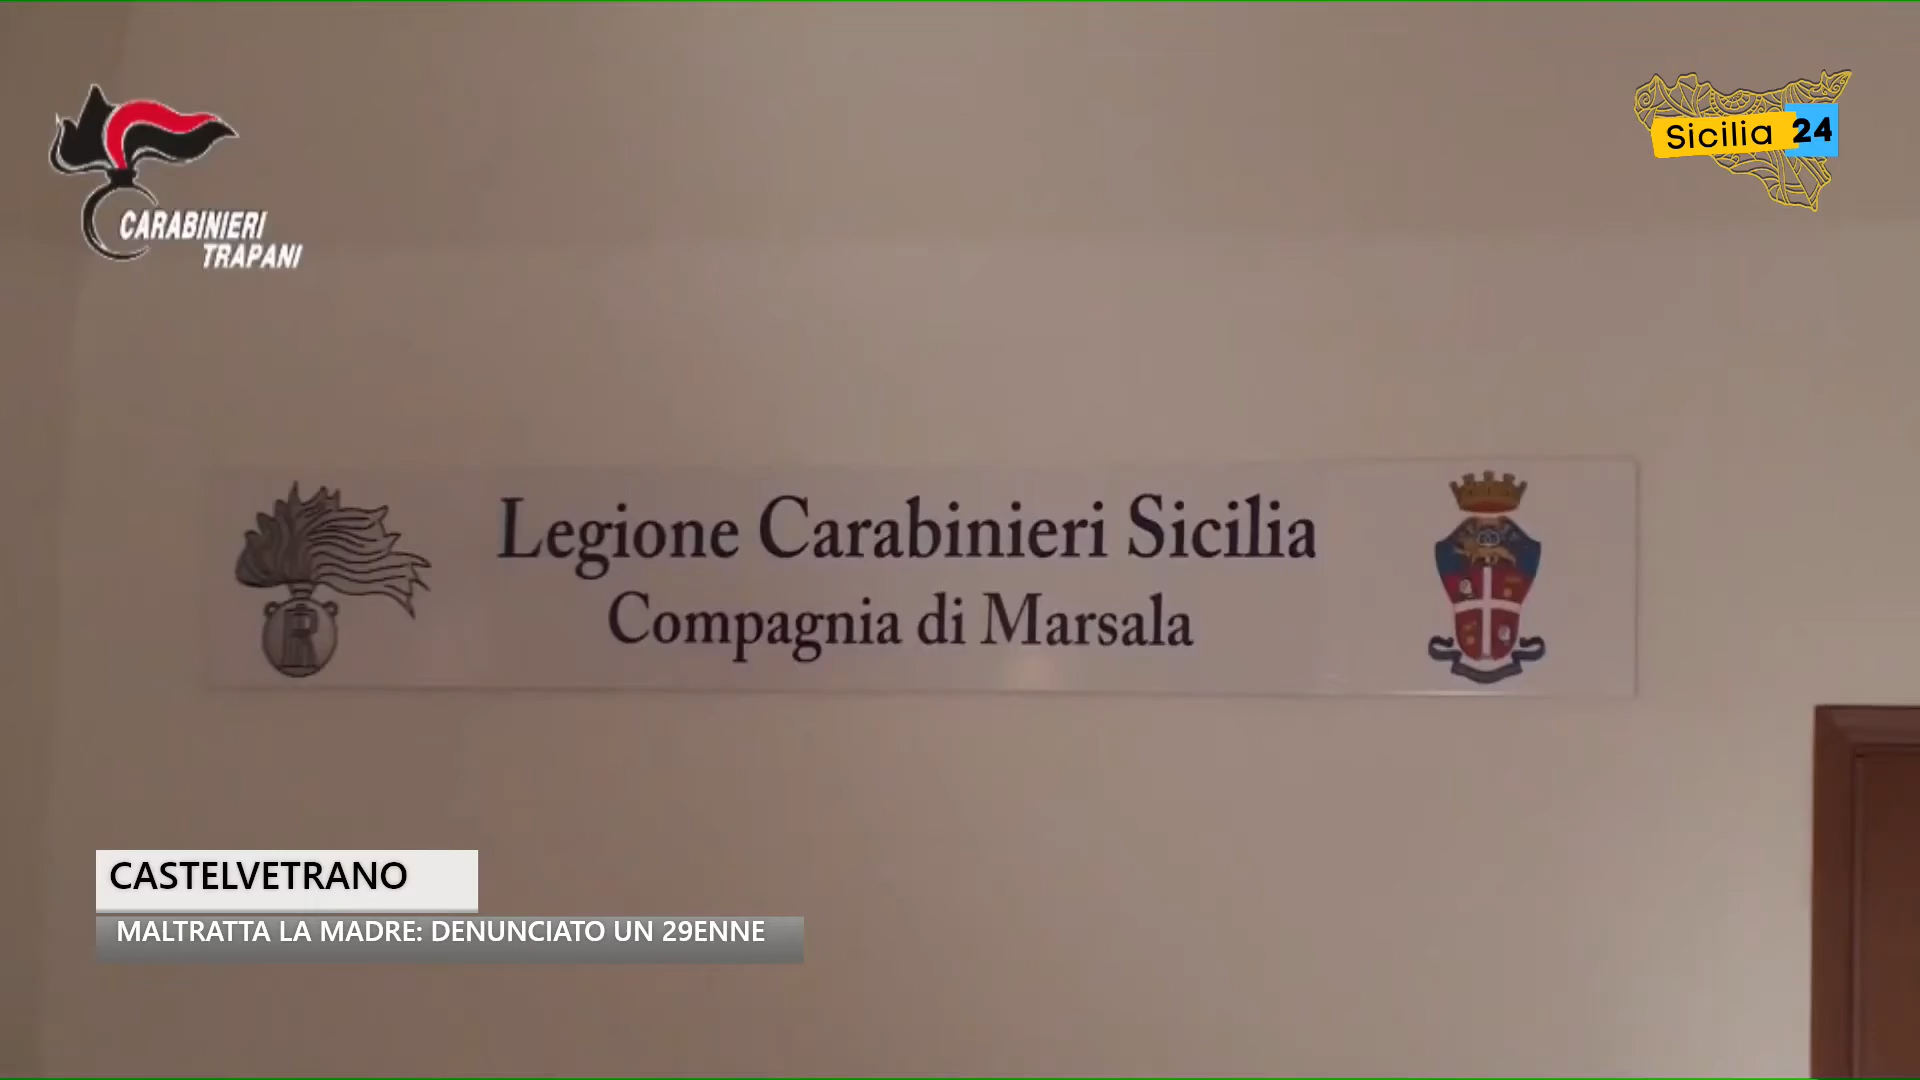 CARABINIERI
TRAPANI
Sicilia 24
Legione Carabinieri Sicilia
Compagnia di Marsala
CASTELVETRANO
MALTRATTA LA MADRE: DENUNCIATO UN 29ENNE